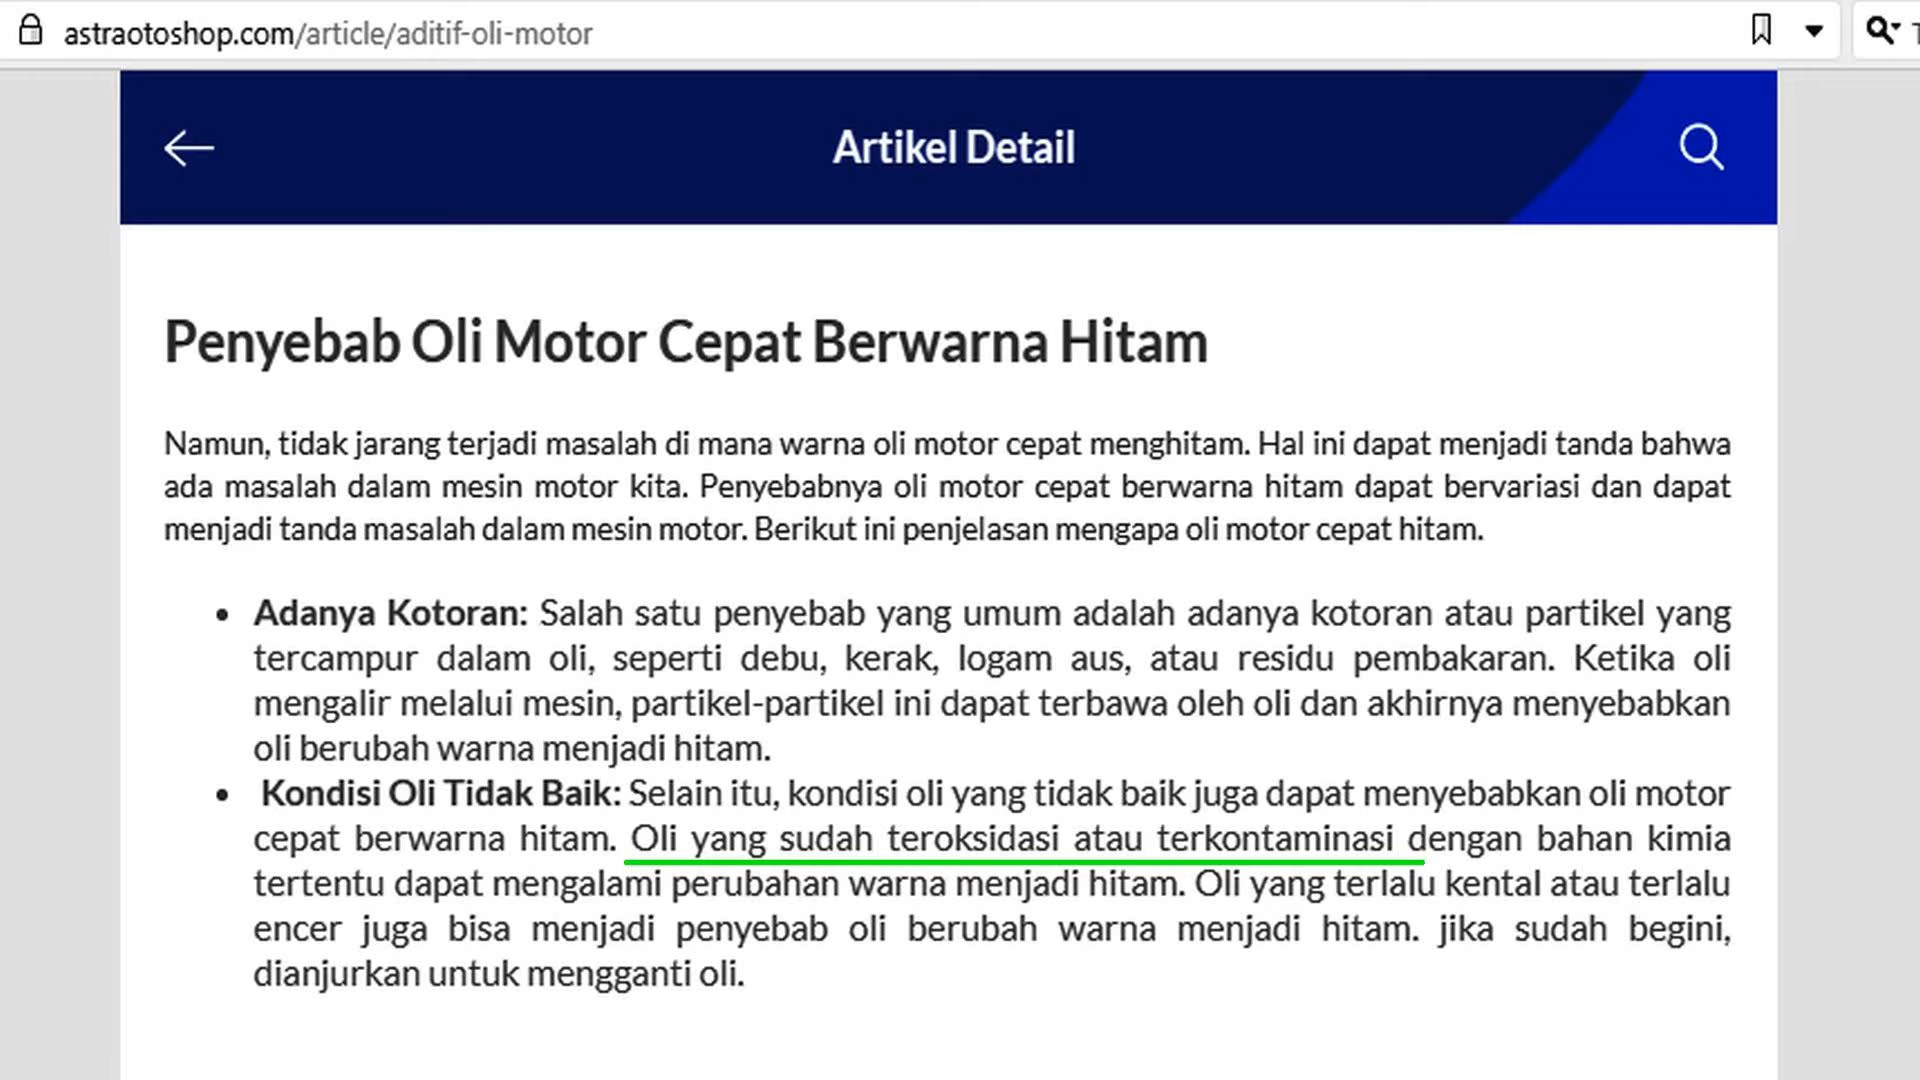 astraotoshop.com/article/aditif-oli-motor
Artikel Detail
Penyebab Oli Motor Cepat Berwarna Hitam
Namun, tidak jarang terjadi masalah di mana warna oli motor cepat menghitam. Hal ini dapat menjadi tanda bahwa
ada masalah dalam mesin motor kita. Penyebabnya oli motor cepat berwarna hitam dapat bervariasi dan dapat
menjadi tanda masalah dalam mesin motor. Berikut ini penjelasan mengapa oli motor cepat hitam.
• Adanya Kotoran: Salah satu penyebab yang umum adalah adanya kotoran atau partikel yang
tercampur dalam oli, seperti debu, kerak, logam aus, atau residu pembakaran. Ketika oli
mengalir melalui mesin, partikel-partikel ini dapat terbawa oleh oli dan akhirnya menyebabkan
oli berubah warna menjadi hitam.
• Kondisi Oli Tidak Baik: Selain itu, kondisi oli yang tidak baik juga dapat menyebabkan oli motor
cepat berwarna hitam. Oli yang sudah teroksidasi atau terkontaminasi dengan bahan kimia
tertentu dapat mengalami perubahan warna menjadi hitam. Oli yang terlalu kental atau terlalu
encer juga bisa menjadi penyebab oli berubah warna menjadi hitam. jika sudah begini,
dianjurkan untuk mengganti oli.